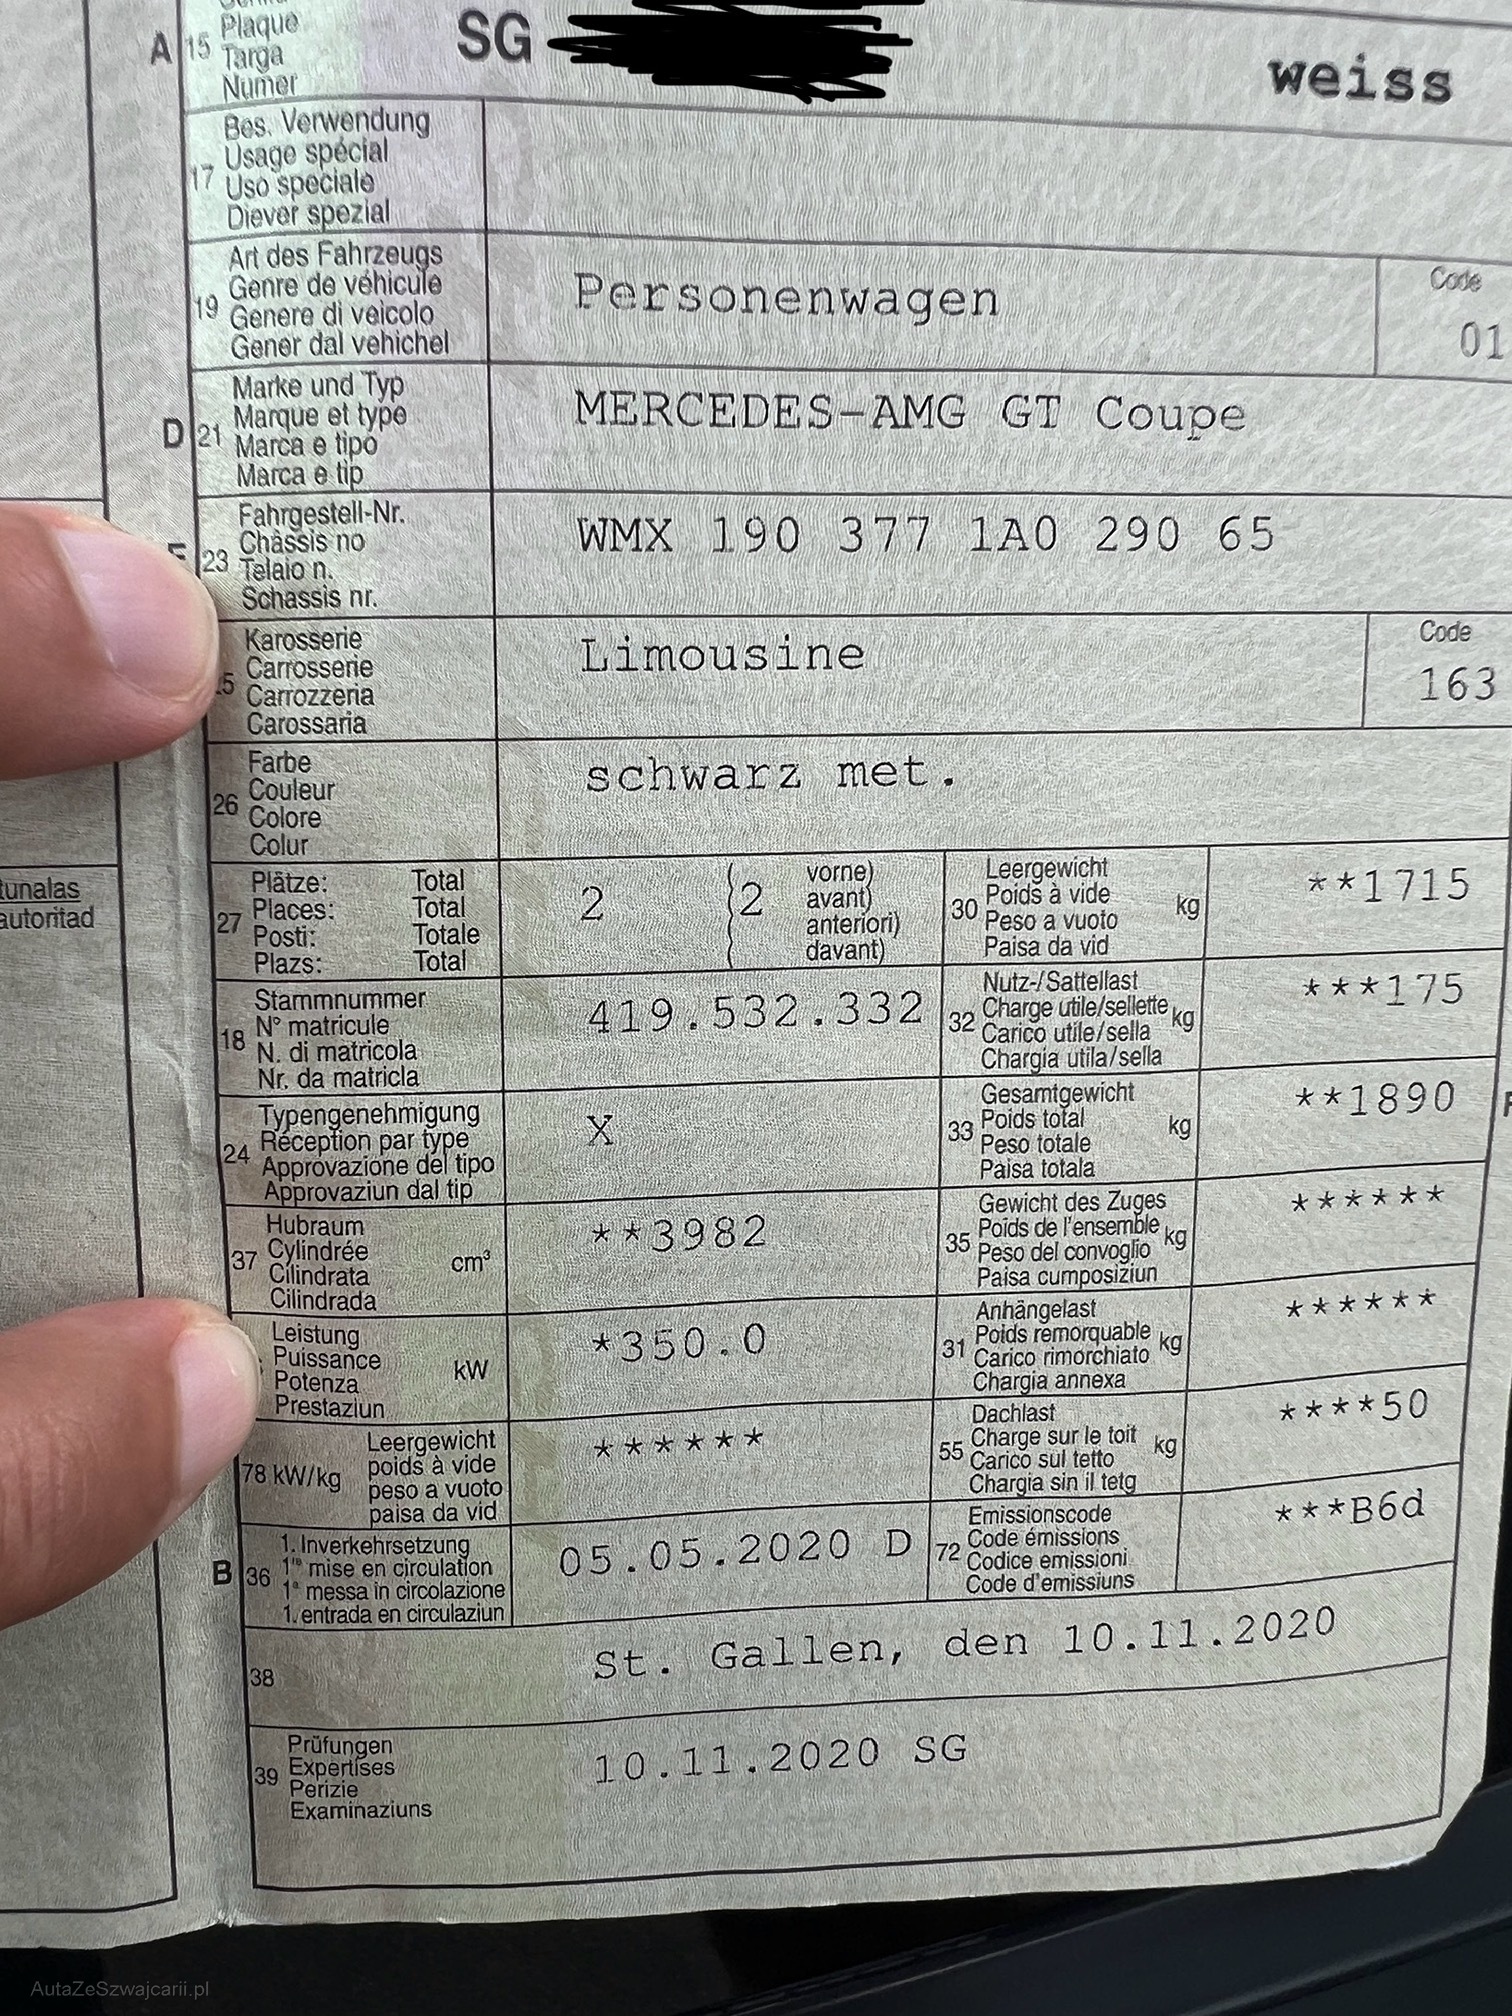 A 15 Plaque
Targa
Numer
SG
weiss
17 Bes. Verwendung
Usage spécial
Uso speciale
Diever spezial
19 Art des Fahrzeugs
Genre de véhicule
Genere di veicolo
Gener dal vehichel
Personenwagen
Code
01
D 21 Marke und Typ
Marque et type
Marca e tipo
Marca e tip
MERCEDES-AMG GT Coupe
23 Fahrgestell-Nr.
Châssis no
Telaio n.
Schassis nr.
WMX 190 377 1A0 290 65
Karosserie
Carrosserie
Carrozzeria
Carossaria
Limousine
Code
163
26 Farbe
Couleur
Colore
Colur
schwarz met.
27 Plätze: Total
Places: Total
Posti: Totale
Plazs: Total
2 (2 vorne)
avant)
anteriori)
davant)
30 Leergewicht
Poids à vide
Peso a vuoto
Paisa da vid
kg
**1715
18 Stammnummer
N° matricule
N. di matricola
Nr. da matricla
419.532.332
32 Nutz-/Sattellast
Charge utile/sellette
Carico utile/sella
Chargia utila/sella
kg
***175
24 Typengenehmigung
Réception par type
Approvazione del tipo
Approvaziun dal tip
X
33 Gesamtgewicht
Poids total
Peso totale
Paisa totala
kg
**1890
37 Hubraum
Cylindrée
Cilindrata
Cilindrada
cm³
**3982
35 Gewicht des Zuges
Poids de l'ensemble
Peso del convoglio
Paisa cumposiziun
kg
******
Leistung
Puissance
Potenza
Prestaziun
kW
*350.0
31 Anhängelast
Poids remorquable
Carico rimorchiato
Chargia annexa
kg
******
78 kW/kg Leergewicht
poids à vide
peso a vuoto
paisa da vid
******
55 Dachlast
Charge sur le toit
Carico sul tetto
Chargia sin il tetg
kg
****50
B 36 1. Inverkehrsetzung
1re mise en circulation
1a messa in circolazione
1. entrada en circulaziun
05.05.2020 D
72 Emissionscode
Code émissions
Codice emissioni
Code d'emissiuns
***B6d
38 St. Gallen, den 10.11.2020
39 Prüfungen
Expertises
Perizie
Examinaziuns
10.11.2020 SG
autoritad
AutaZeSzwajcarii.pl